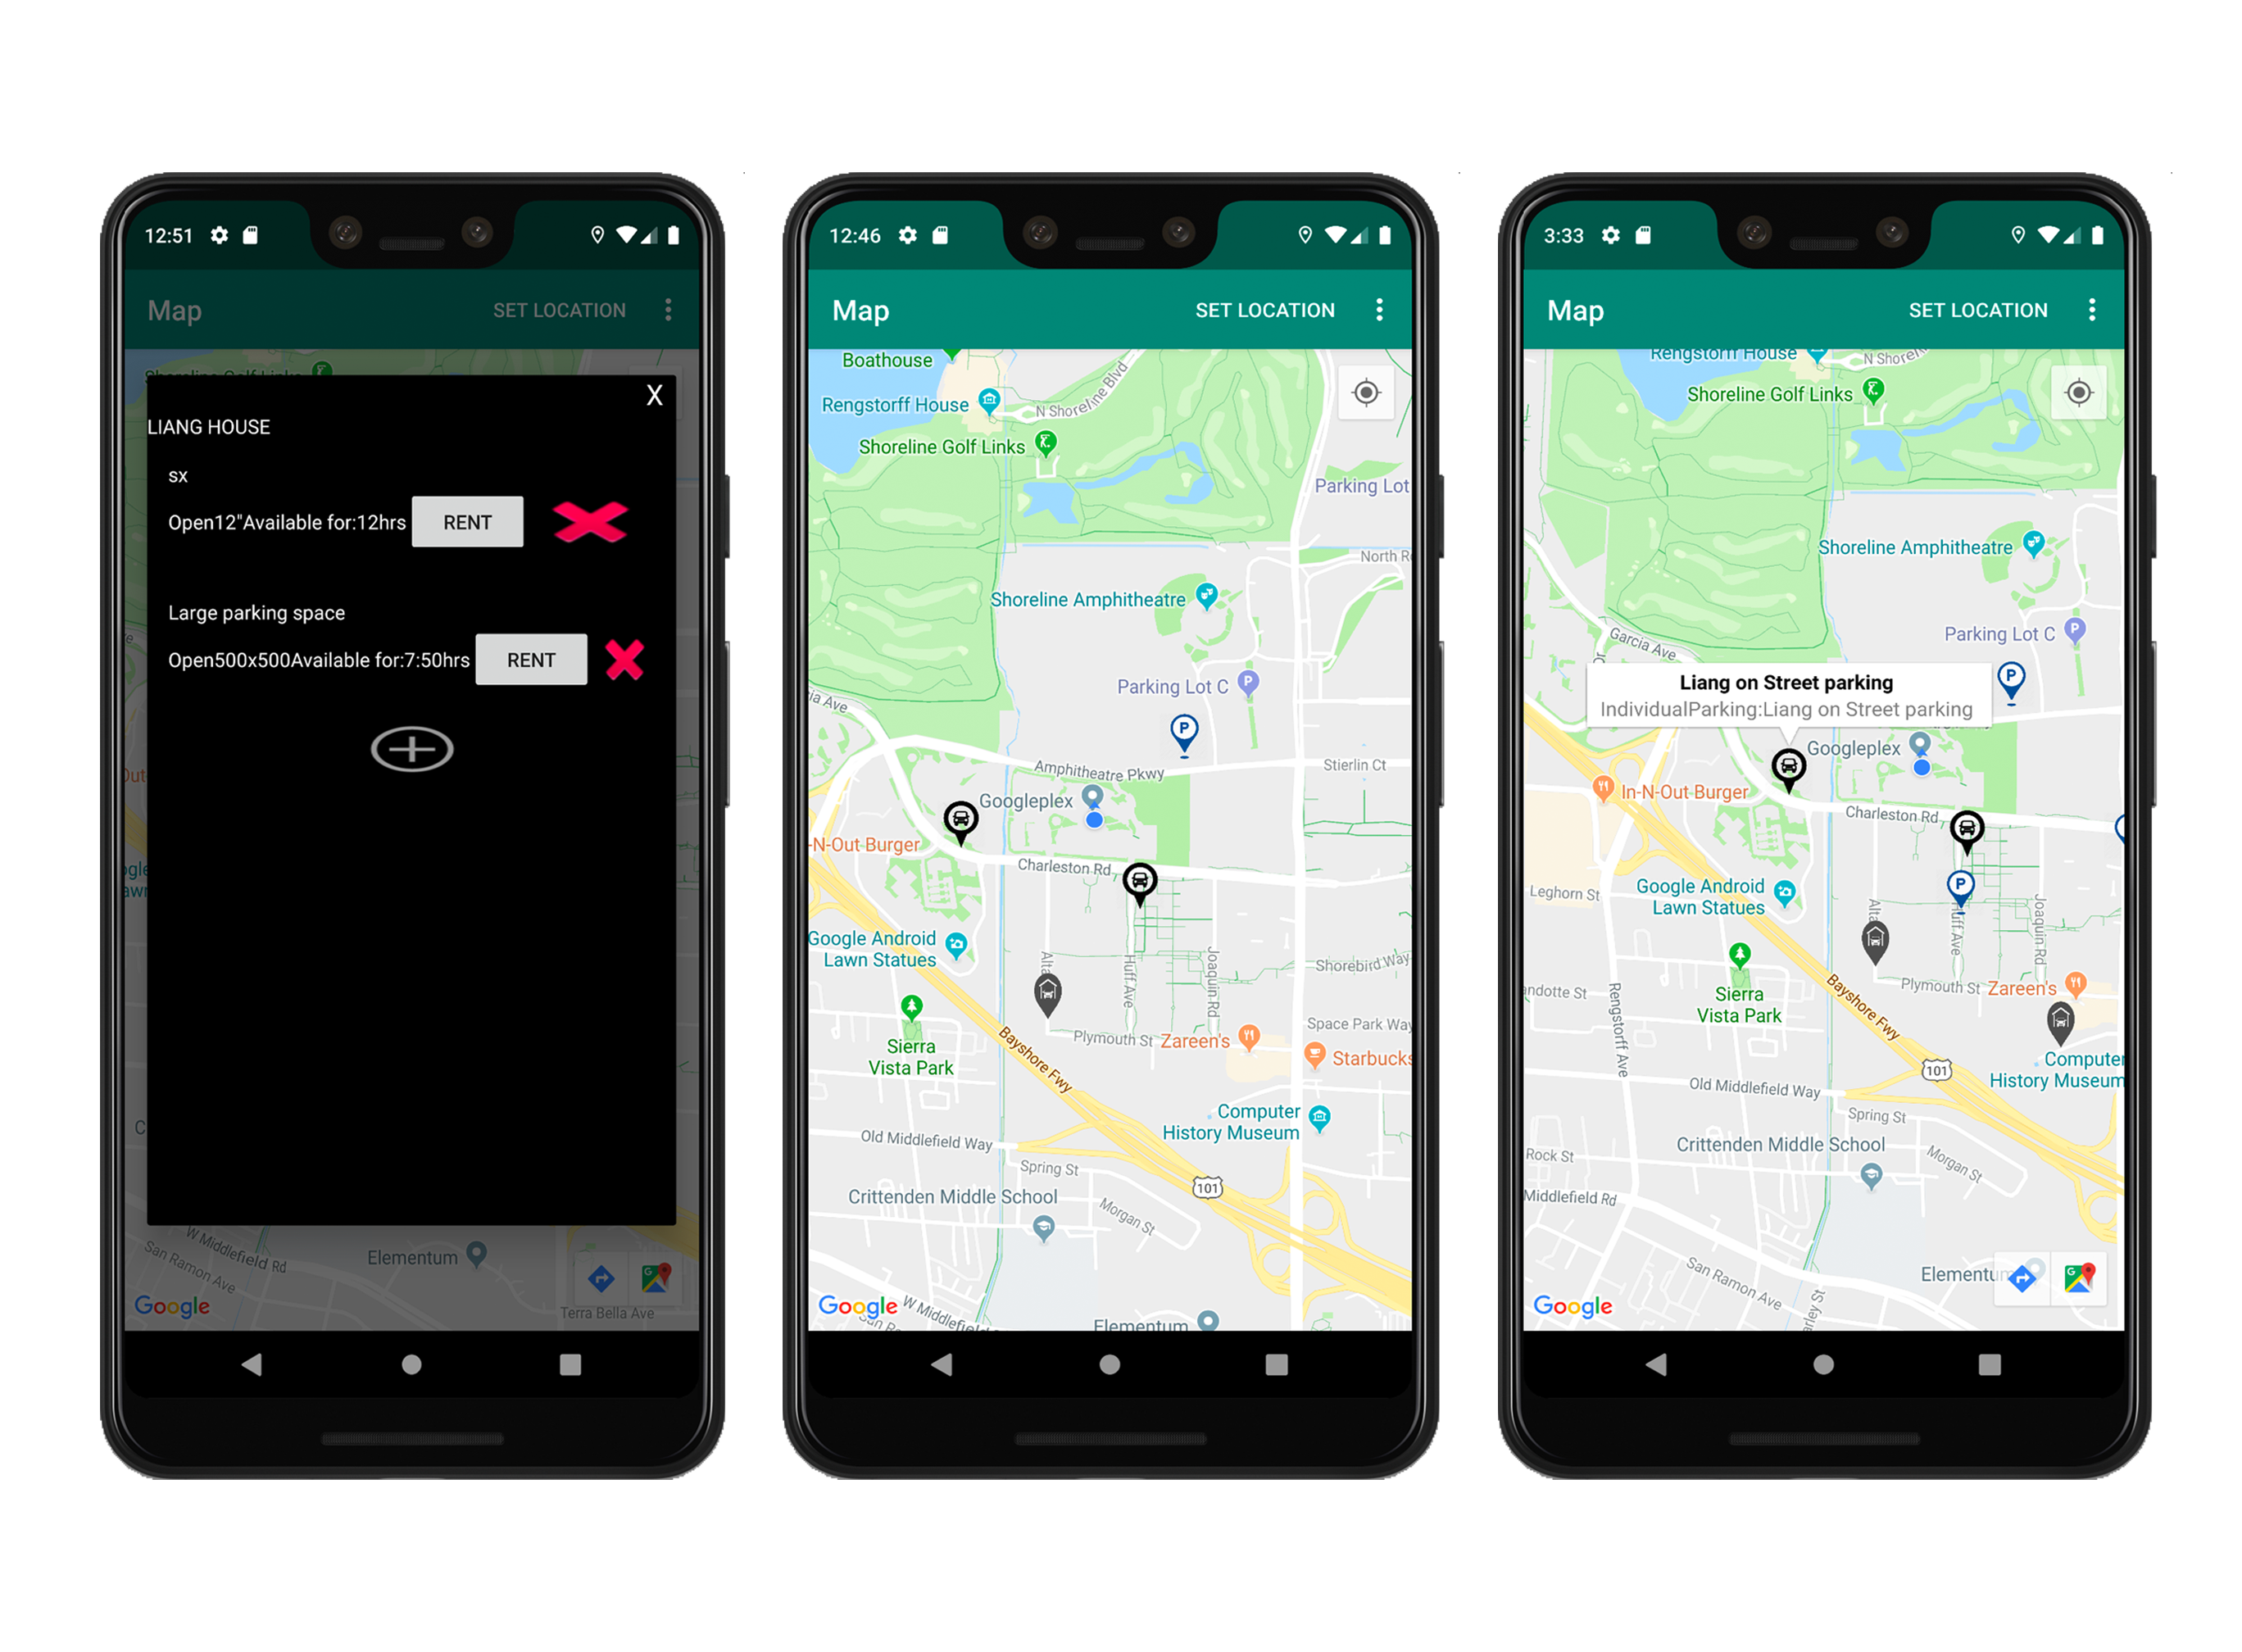 12:51
Map
SET LOCATION
Shoreline Golf Links
X
LIANG HOUSE
sx
Open12"Available for:12hrs
RENT
Large parking space
Open500x500Available for:7:50hrs
RENT
W Middlefield Rd
San Ramon Ave
Elementum
Google
Terra Bella Ave
12:46
Map
SET LOCATION
Boathouse
Rengstorff House
N Shoreline Blvd
Shoreline Golf Links
Parking Lot
North R
Shoreline Amphitheatre
Parking Lot C
P
P
ia Ave
Amphitheatre Pkwy
Stierlin Ct
Googleplex
-N-Out Burger
Charleston Rd
Google Android
Lawn Statues
Alta
Huff Ave
Joaquin Rd
Shorebird Way
Sierra
Vista Park
Plymouth St
Zareen's
Space Park Way
Starbucks
Bayshore Fwy
Computer
History Museum
Old Middlefield Way
Spring St
101
Crittenden Middle School
Morgan St
Google
W Middlefiel
Elementum
3:33
Map
SET LOCATION
Rengstorff House
N Shoren
Shoreline Golf Links
Shoreline Amphitheatre
Garcia Ave
Parking Lot C
P
P
Liang on Street parking
IndividualParking:Liang on Street parking
Googleplex
In-N-Out Burger
Charleston Rd
Leghorn St
Google Android
Lawn Statues
P
Alta
Huff Ave
Joaquin Rd
andotte St
Rengstorff Ave
Sierra
Vista Park
Bayshore Fwy
Plymouth St
Zareen's
Computer
History Museum
101
Old Middlefield Way
Spring St
Crittenden Middle School
Rock St
Morgan St
Middlefield Rd
San Ramon Ave
arley St
Elementu
Google